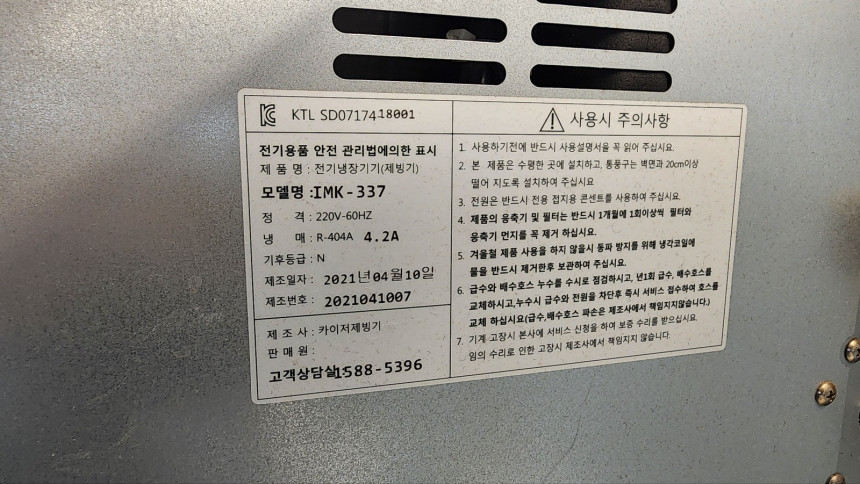 KTL SD07174-18001
전기용품 안전 관리법에의한 표시
제 품 명 : 전기냉장기기(제빙기)
모델명 :IMK-337
정 격 : 220V-60HZ
냉 매 : R-404A 4.2A
기후등급 : N
제조일자 : 2021년04월10일
제조번호 : 2021041007
제 조 사 : 카이저제빙기
판 매 원 :
고객상담실:1588-5396
사용시 주의사항
1. 사용하기전에 반드시 사용설명서을 꼭 읽어 주십시요.
2. 본 제품은 수평한 곳에 설치하고, 통풍구는 벽면과 20cm이상
떨어 지도록 설치하여 주십시요
3. 전원은 반드시 전용 접지용 콘센트를 사용하여 주십시요.
4. 제품의 응축기 및 필터는 반드시 1개월에 1회이상씩 필터와
응축기 먼지를 꼭 제거 하십시요.
5. 겨울철 제품 사용을 하지 않을시 동파 방지를 위해 냉각코일에
물을 반드시 제거한후 보관하여 주십시요.
6. 급수와 배수호스 누수를 수시로 점검하시고, 년1회 급수, 배수호스를
교체하시고,누수시 급수와 전원을 차단후 즉시 서비스 접수하여 호스를
교체 하십시요(급수,배수호스 파손은 제조사에서 책임지지않습니다.)
7. 기계 고장시 본사에 서비스 신청을 하여 보증 수리를 받으십시요.
임의 수리로 인한 고장시 제조사에서 책임지지 않습니다.